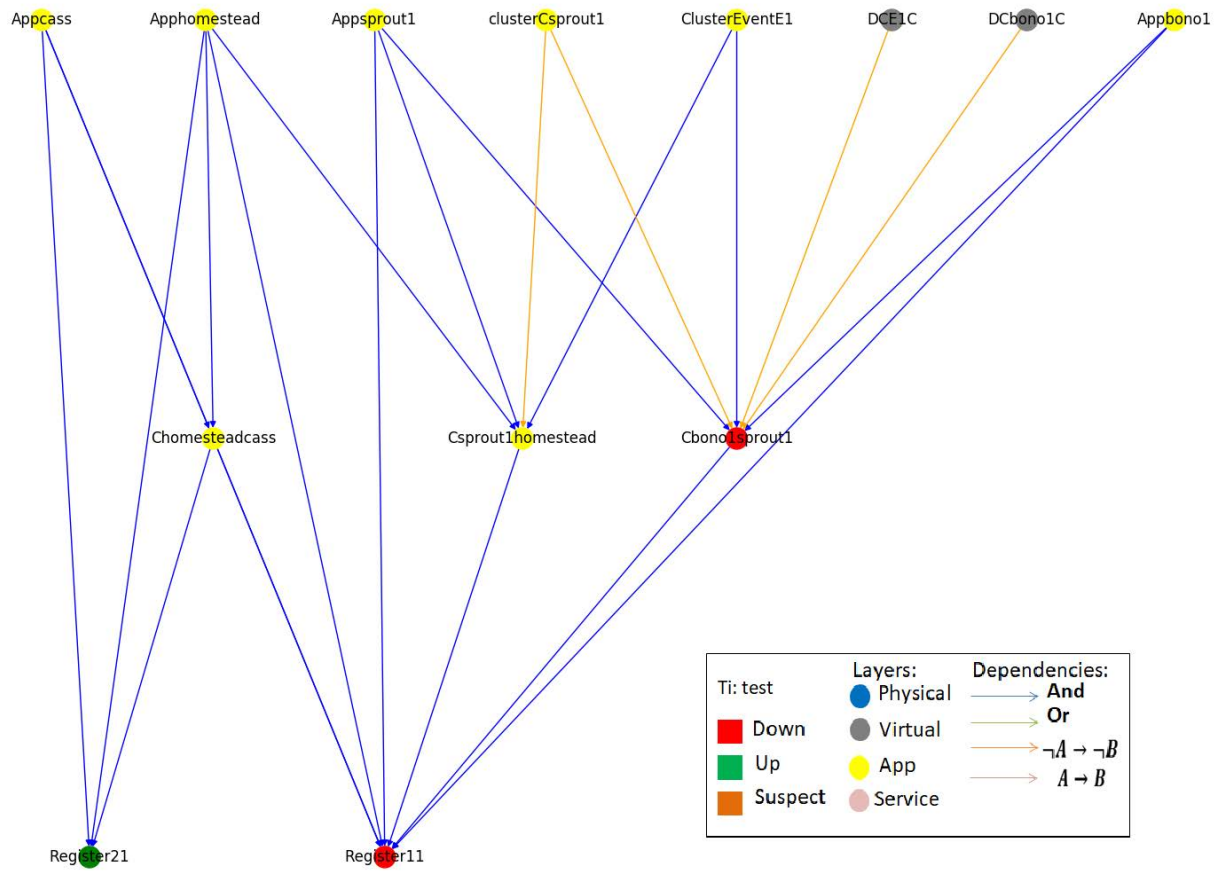 Appcass
Apphomestead
Appsprout1
clusterCsprout1
ClusterEventE1
DCE1C
DCbono1C
Appbono1
Chomesteadcass
Csprout1homestead
Cbono1sprout1
Ti: test
Down
Up
Suspect
Layers:
Physical
Virtual
App
Service
Dependencies:
And
Or
¬A → ¬B
A → B
Register21
Register11